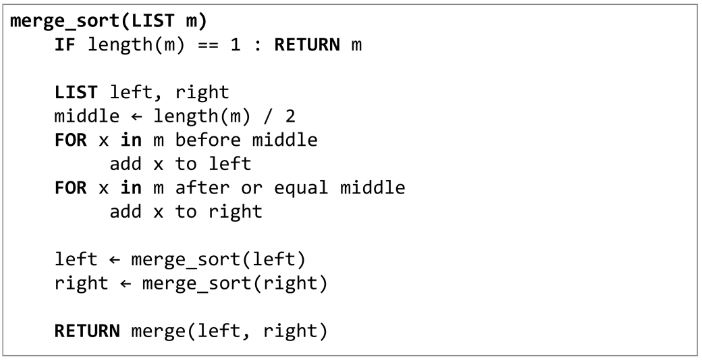 merge_sort(LIST m)
IF length(m) == 1 : RETURN m
LIST left, right
middle ← length(m) / 2
FOR x in m before middle
add x to left
FOR x in m after or equal middle
add x to right
left ← merge_sort(left)
right ← merge_sort(right)
RETURN merge(left, right)